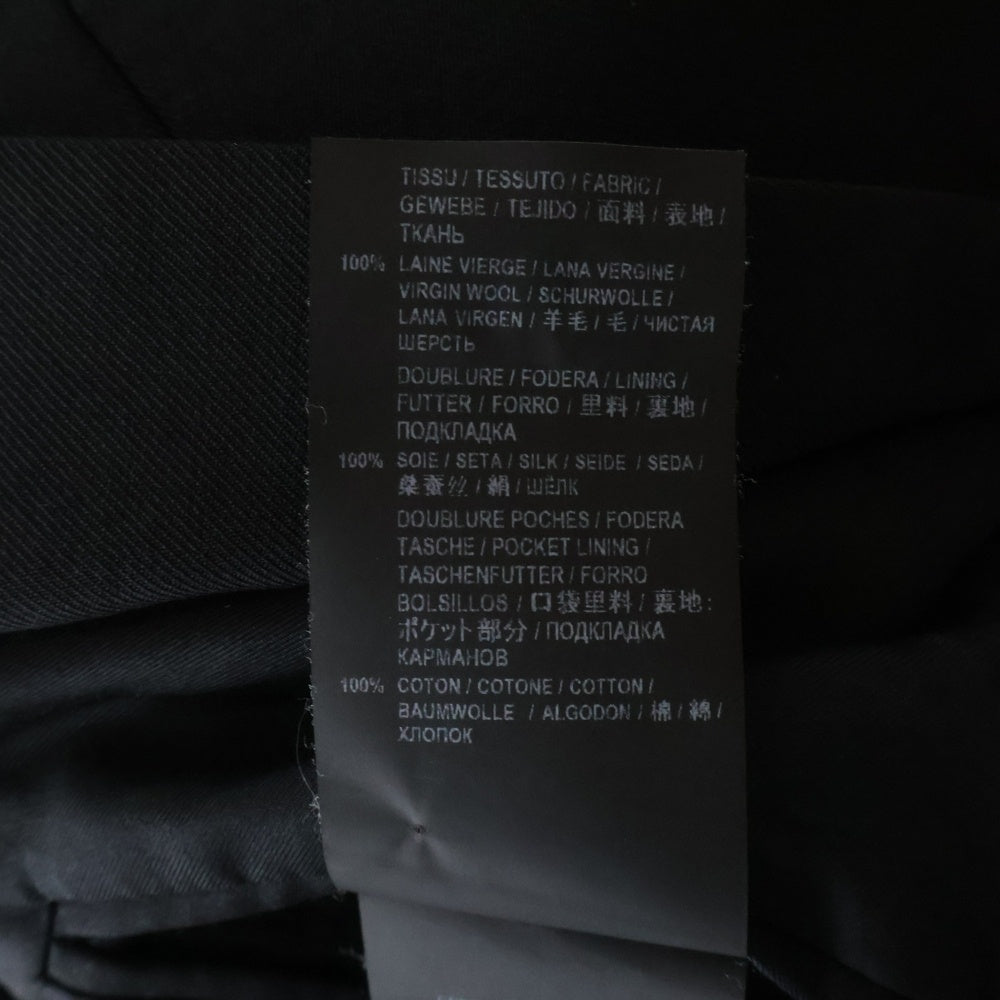 TISSU / TESSUTO / FABRIC /
GEWEBE / TEJIDO / 面料 / 表地 /
ТКАНЬ
100% LAINE VIERGE / LANA VERGINE /
VIRGIN WOOL / SCHURWOLLE /
LANA VIRGEN / 羊毛 / 毛 / ЧИСТАЯ
ШЕРСТЬ
DOUBLURE / FODERA / LINING /
FUTTER / FORRO / 里料 / 裏地 /
ПОДКЛАДКА
100% SOIE / SETA / SILK / SEIDE / SEDA /
桑蚕丝 / 絹 / ШЕЛК
DOUBLURE POCHES / FODERA
TASCHE / POCKET LINING /
TASCHENFUTTER / FORRO
BOLSILLOS / 口袋里料 / 裏地:
ポケット部分 / ПОДКЛАДКА
КАРМАНОВ
100% COTON / COTONE / COTTON /
BAUMWOLLE / ALGODON / 棉 / 綿 /
ХЛОПОК